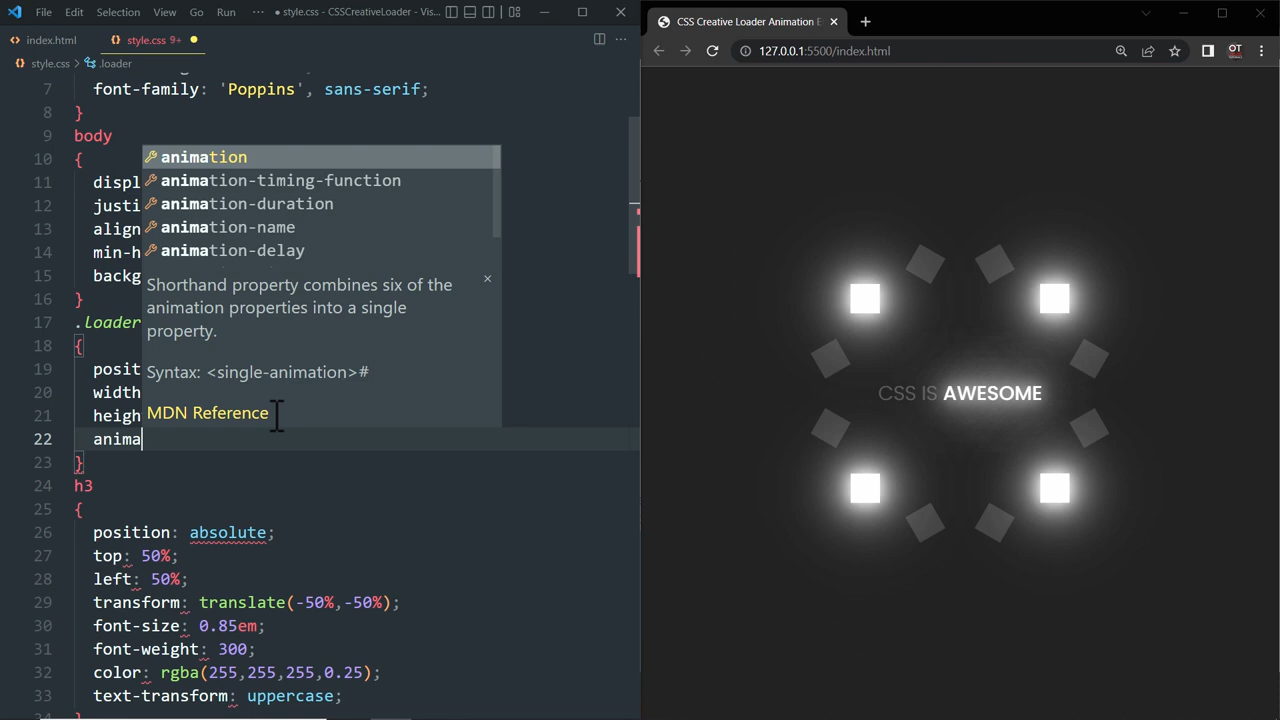 File Edit Selection View Go Run ··· ● style.css - CSSCreativeLoader - Vis...
index.html
style.css 9+
style.css > .loader
7 font-family: 'Poppins', sans-serif;
8 }
9 body
10 {
11 displ
12 justi
13 align
14 min-h
15 backg
16 }
17 .loader
18 {
19 posit
20 width
21 heigh
22 anima
23 }
24 h3
25 {
26 position: absolute;
27 top: 50%;
28 left: 50%;
29 transform: translate(-50%,-50%);
30 font-size: 0.85em;
31 font-weight: 300;
32 color: rgba(255,255,255,0.25);
33 text-transform: uppercase;
animation
animation-timing-function
animation-duration
animation-name
animation-delay
Shorthand property combines six of the
animation properties into a single
property.
Syntax: <single-animation>#
MDN Reference
CSS Creative Loader Animation E
127.0.0.1:5500/index.html
OT
CSS IS AWESOME